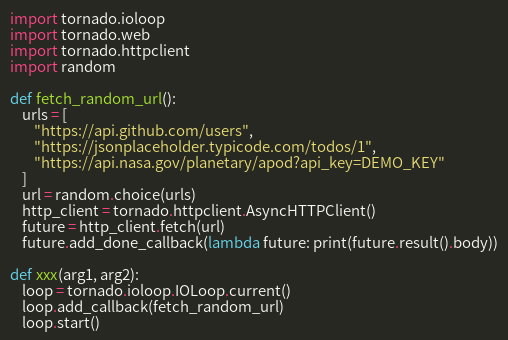 import tornado.ioloop
import tornado.web
import tornado.httpclient
import random

def fetch_random_url():
    urls = [
        "https://api.github.com/users",
        "https://jsonplaceholder.typicode.com/todos/1",
        "https://api.nasa.gov/planetary/apod?api_key=DEMO_KEY"
    ]
    url = random.choice(urls)
    http_client = tornado.httpclient.AsyncHTTPClient()
    future = http_client.fetch(url)
    future.add_done_callback(lambda future: print(future.result().body))

def xxx(arg1, arg2):
    loop = tornado.ioloop.IOLoop.current()
    loop.add_callback(fetch_random_url)
    loop.start()